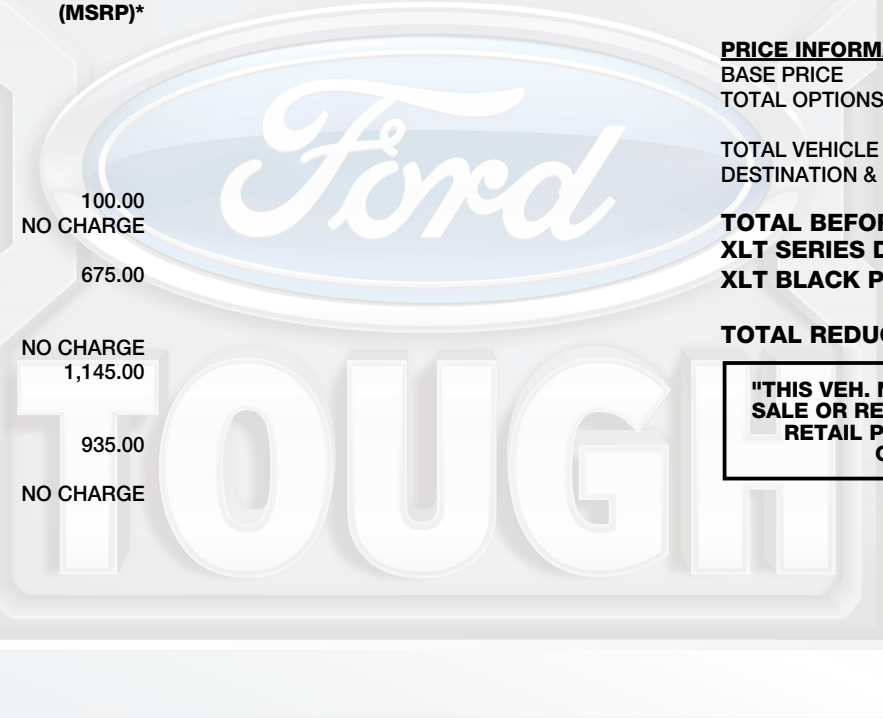 (MSRP)*
100.00
NO CHARGE
675.00
NO CHARGE
1,145.00
935.00
NO CHARGE
Ford
TOUGH
PRICE INFORMA
BASE PRICE
TOTAL OPTIONS
TOTAL VEHICLE
DESTINATION &
TOTAL BEFOR
XLT SERIES D
XLT BLACK P
TOTAL REDUC
"THIS VEH. N
SALE OR RE
RETAIL P